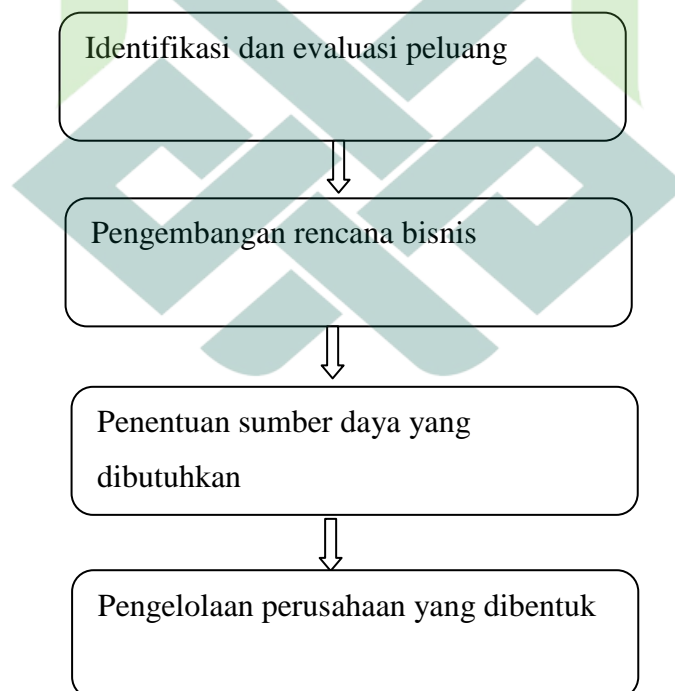 Identifikasi dan evaluasi peluang
Pengembangan rencana bisnis
Penentuan sumber daya yang
dibutuhkan
Pengelolaan perusahaan yang dibentuk